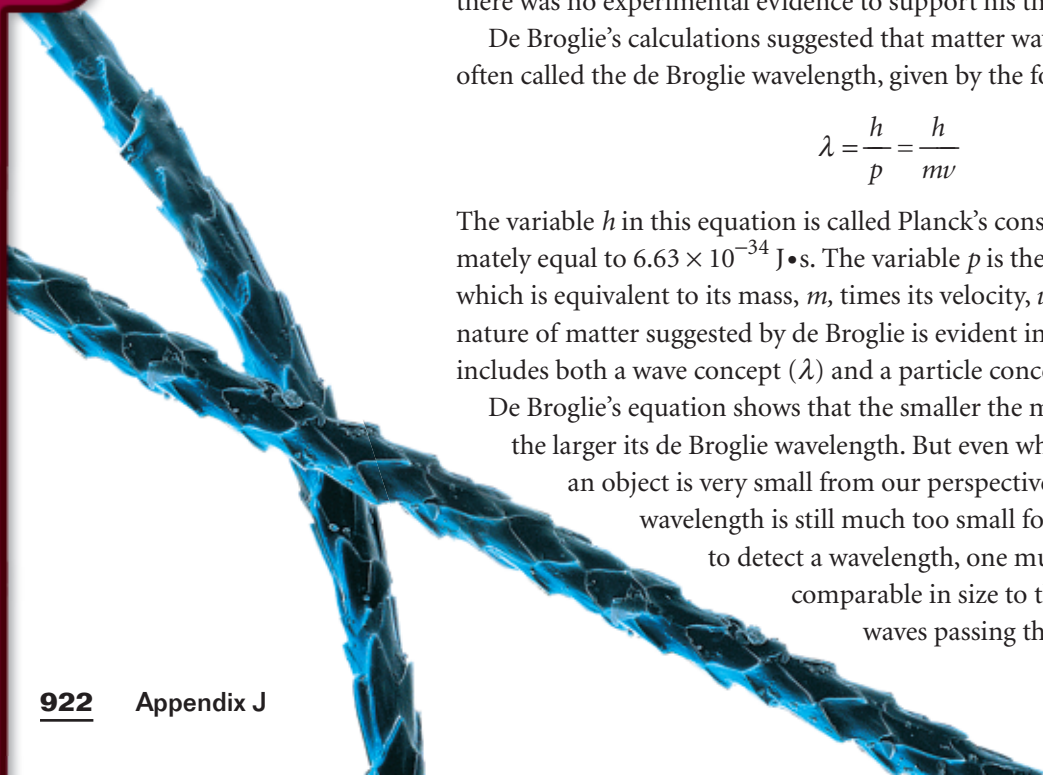 there was no experimental evidence to support his th
De Broglie's calculations suggested that matter wa
often called the de Broglie wavelength, given by the fo
λ = h/p = h/mv
The variable h in this equation is called Planck's cons
mately equal to 6.63 × 10⁻³⁴ J•s. The variable p is the
which is equivalent to its mass, m, times its velocity,
nature of matter suggested by de Broglie is evident in
includes both a wave concept (λ) and a particle conc
De Broglie's equation shows that the smaller the m
the larger its de Broglie wavelength. But even wh
an object is very small from our perspective
wavelength is still much too small fo
to detect a wavelength, one mu
comparable in size to t
waves passing th
922 Appendix J